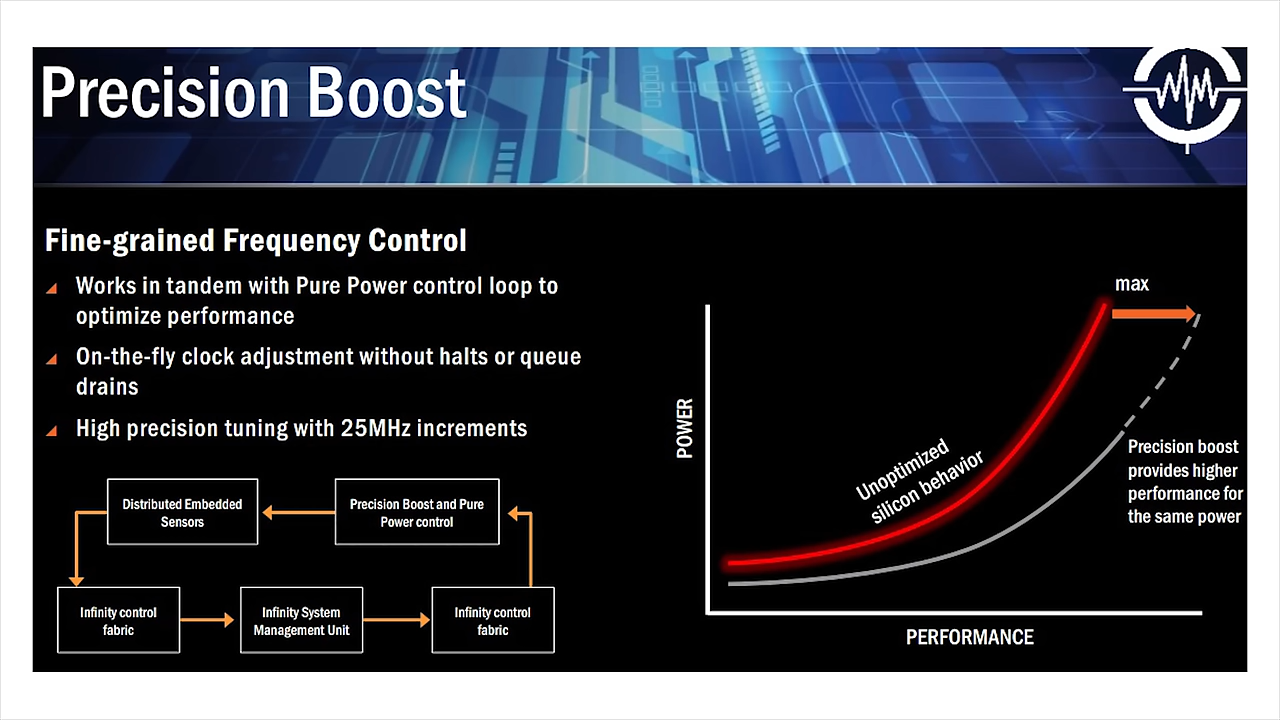 Precision Boost
Fine-grained Frequency Control
Works in tandem with Pure Power control loop to
optimize performance
On-the-fly clock adjustment without halts or queue
drains
High precision tuning with 25MHz increments
Distributed Embedded
Sensors
Precision Boost and Pure
Power control
Infinity control
fabric
Infinity System
Management Unit
Infinity control
fabric
max
POWER
Unoptimized
silicon behavior
Precision boost
provides higher
performance for
the same power
PERFORMANCE